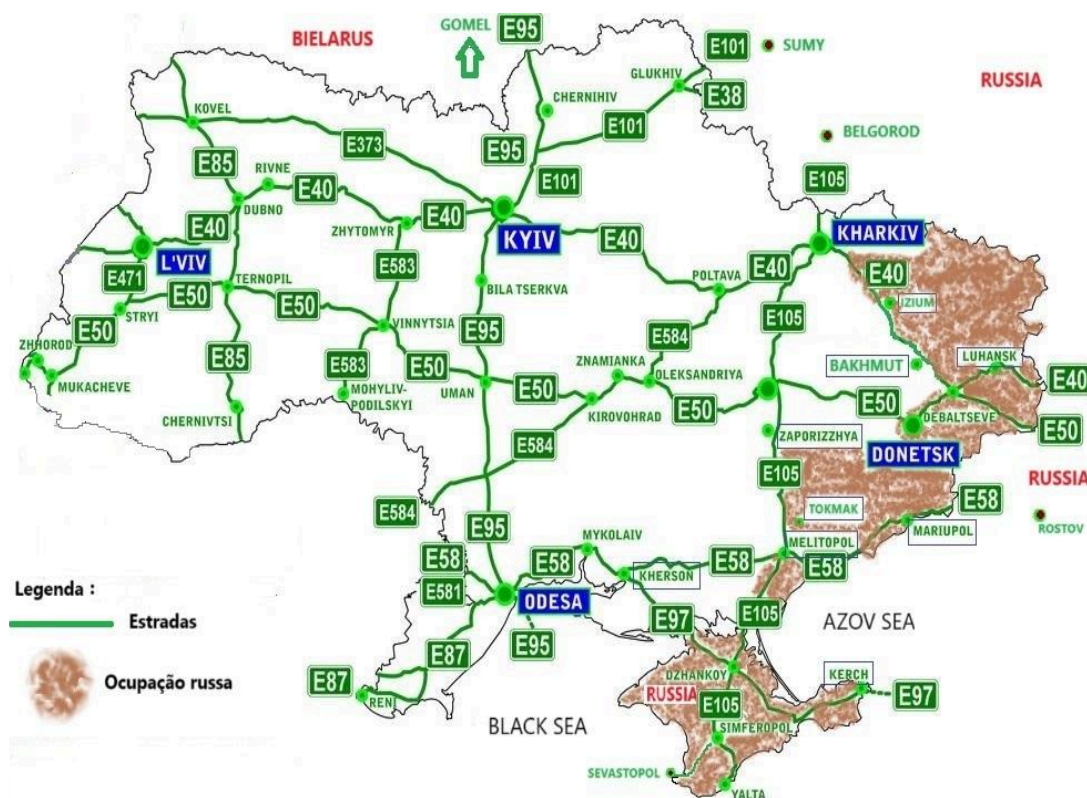 E95
GOMEL
BIELARUS
E101
SUMY
GLUKHIV
RUSSIA
E38
CHERNIHIV
KOVEL
E101
BELGOROD
E373
E95
E85
RIVNE
E101
E105
E40
DUBNO
E40
E40
KYIV
KHARKIV
ZHYTOMYR
E40
L'VIV
E40
E583
E40
E471
TERNOPIL
POLTAVA
E50
BILA TSERKVA
IZIUM
STRYI
E50
E105
E50
VINNYTSIA
E95
E584
ZHHOROD
E583
E50
ZNAMIANKA
BAKHMUT
LUHANSK
MUKACHEVE
E85
MOHYLIV-
PODILSKYI
UMAN
E50
OLEKSANDRIYA
E40
CHERNIVTSI
KIROVOHRAD
E50
E50
DEBALTSEVE
E50
ZAPORIZZHYA
E584
DONETSK
E105
RUSSIA
E584
E58
TOKMAK
ROSTOV
E95
MYKOLAIV
MARIUPOL
E58
E58
E58
MELITOPOL
E58
Legenda :
E581
KHERSON
ODESA
Estradas
E97
E105
AZOV SEA
E95
E87
DZHANKOY
KERCH
Ocupação russa
E87
RUSSIA
E97
REN
E105
BLACK SEA
SIMFEROPOL
SEVASTOPOL
YALTA